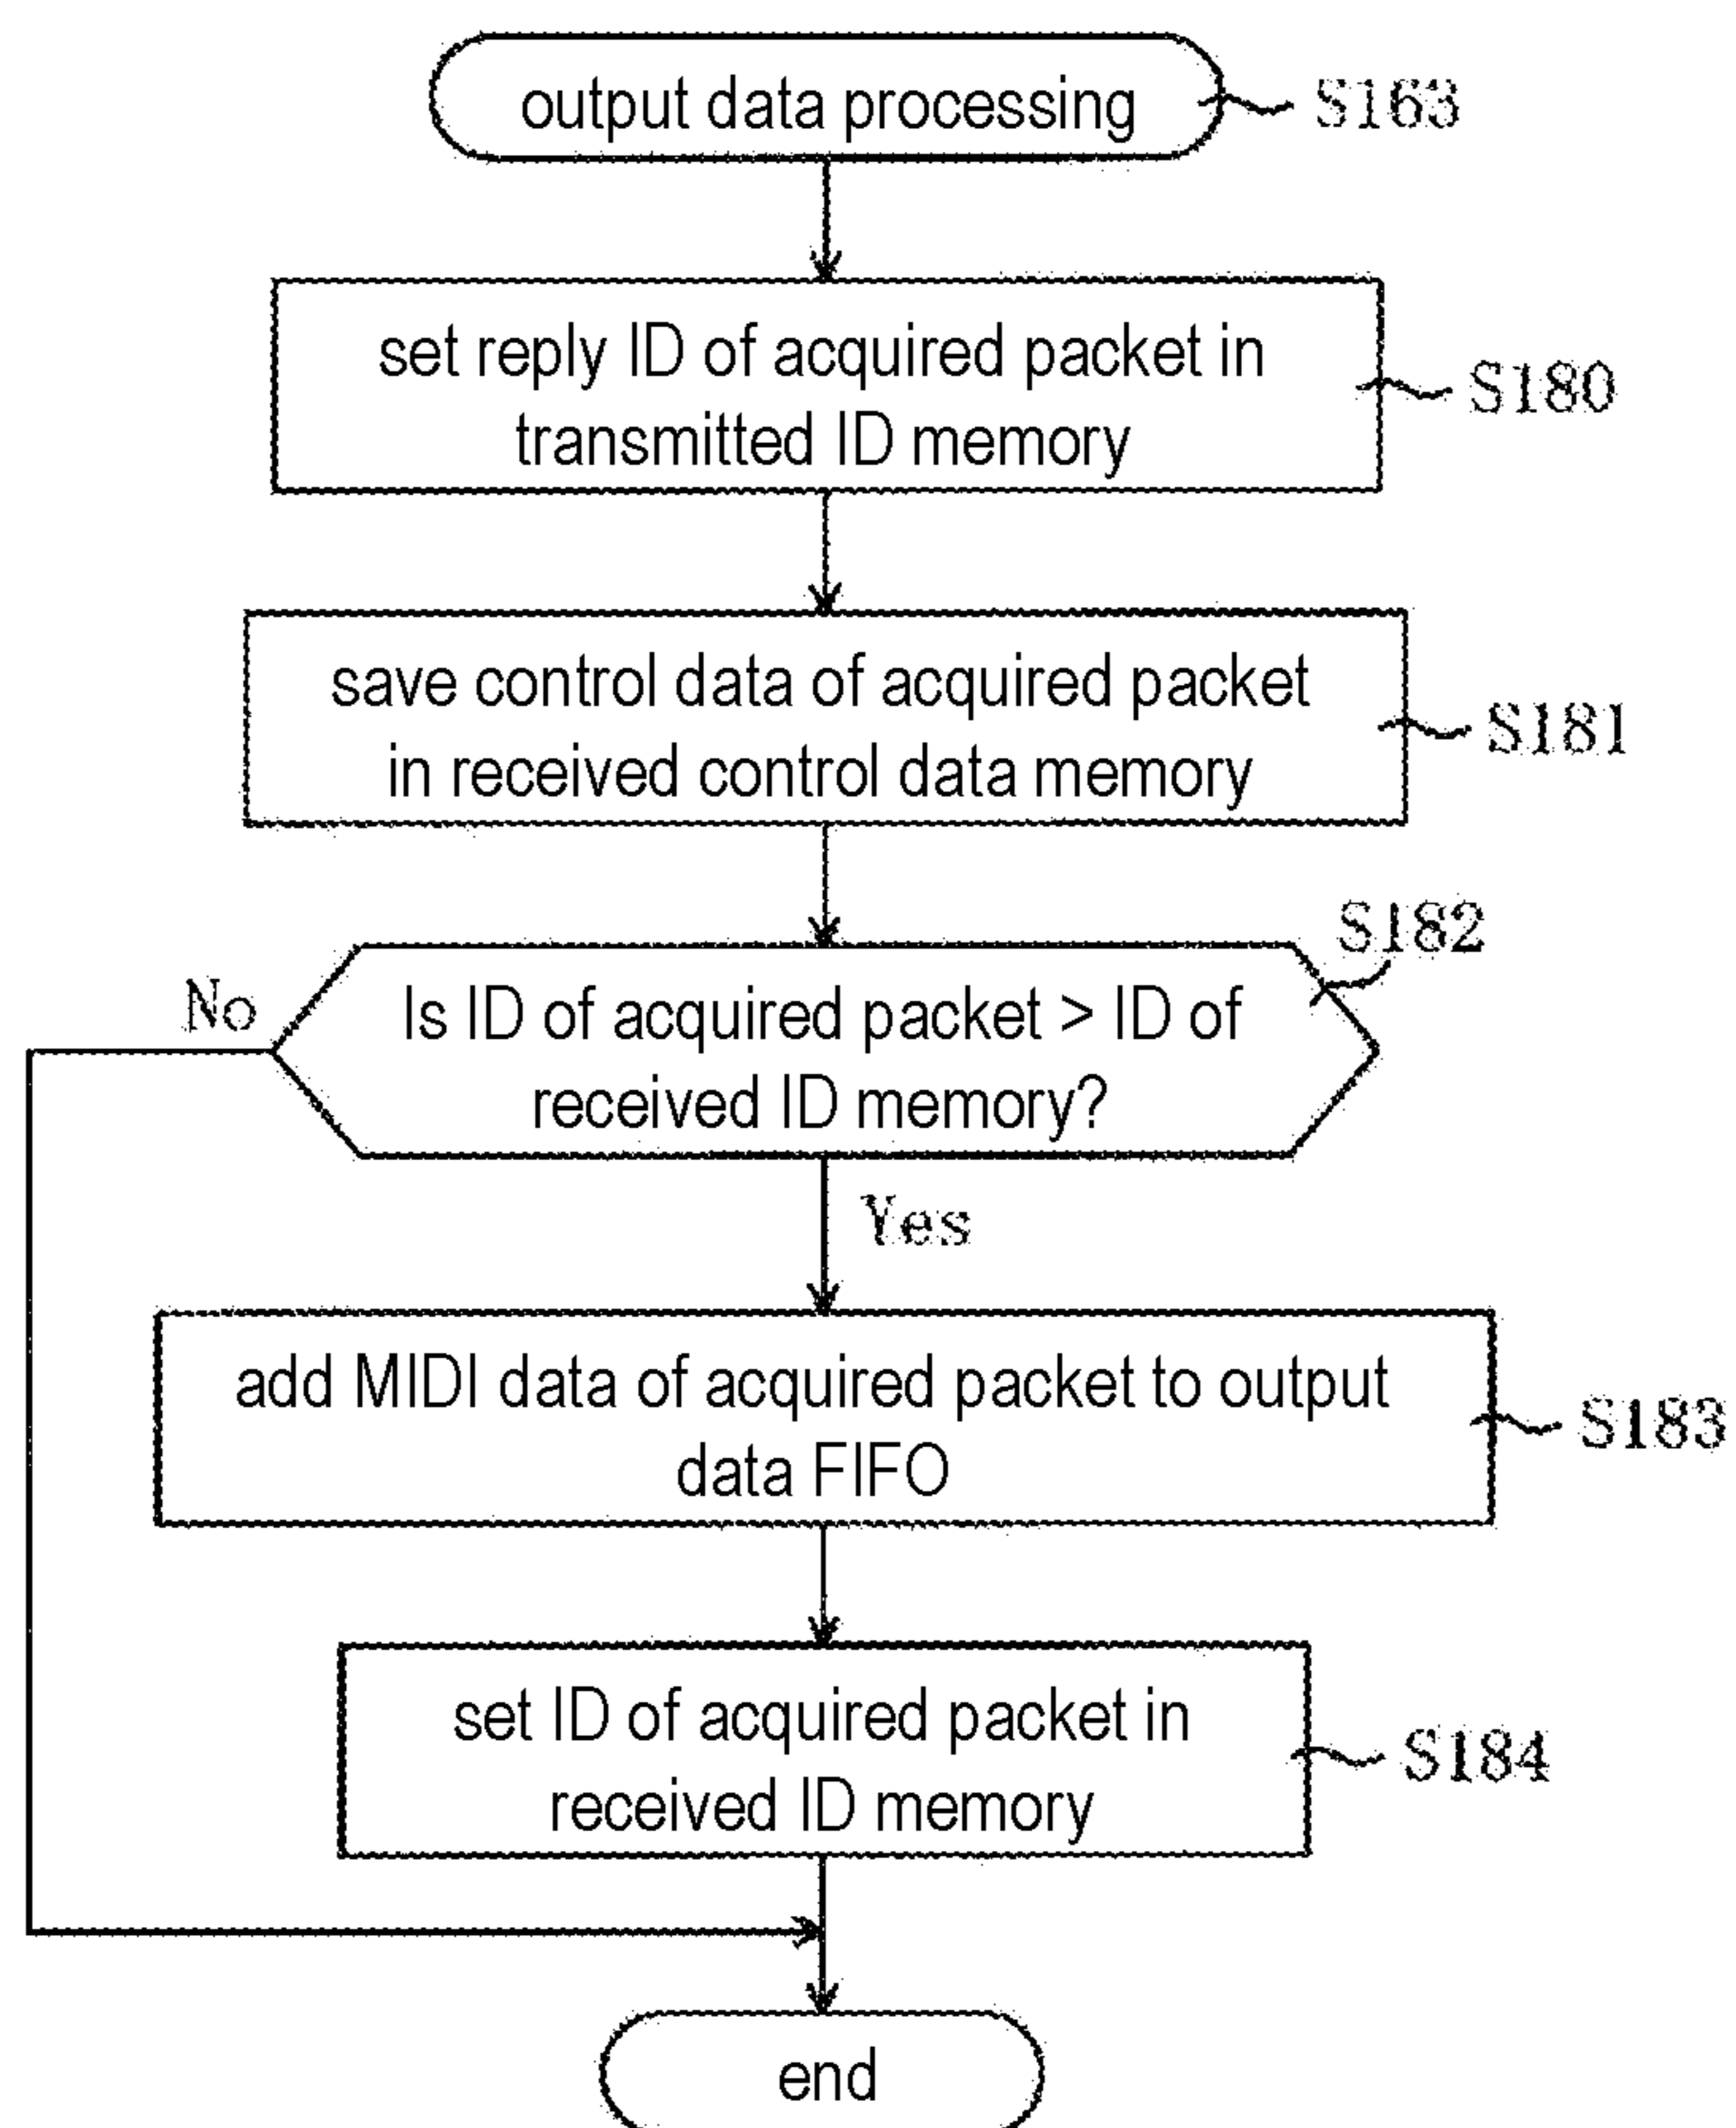 output data processing
S163
set reply ID of acquired packet in
transmitted ID memory
S180
save control data of acquired packet
in received control data memory
S181
S182
No
Is ID of acquired packet > ID of
received ID memory?
Yes
add MIDI data of acquired packet to output
data FIFO
S183
set ID of acquired packet in
received ID memory
S184
end